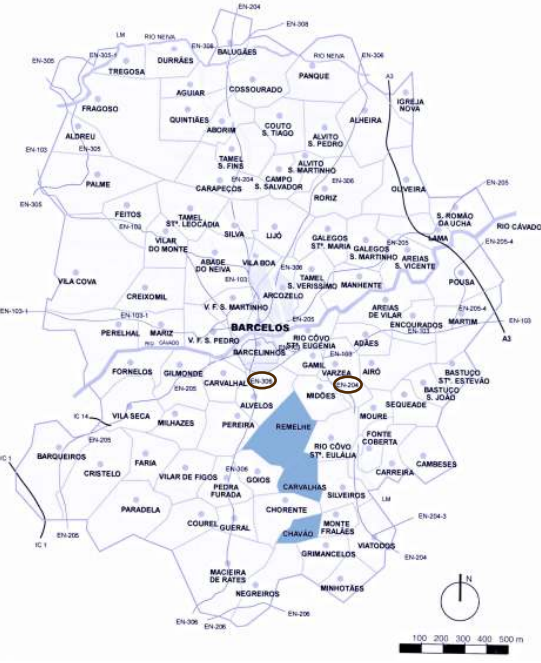 EN-204
EN-308
LM
RIO NEIVA
EN-308
BALUGÃES
EN-305
EN-305-1
DURRÃES
RIO NEIVA
EN-306
TREGOSA
PANQUE
A3
AGUIAR
COSSOURADO
IGREJA
NOVA
FRAGOSO
QUINTIÃES
ABORIM
COUTO
S. TIAGO
ALVITO
S. PEDRO
ALHEIRA
ALDREU
EN-103
EN-305
TAMEL
S. FINS
ALVITO
S. MARTINHO
PALME
EN-204
CAMPO
S. SALVADOR
EN-306
CARAPEÇOS
RORIZ
OLIVEIRA
EN-205
EN-305
FEITOS
TAMEL
STª. LEOCÁDIA
S. ROMÃO
DA UCHA
EN-103
RIO CÁVADO
SILVA
LIJÓ
GALEGOS
STª. MARIA
LAMA
VILAR
DO MONTE
EN-205
EN-205-4
GALEGOS
S. MARTINHO
AREIAS
S. VICENTE
ABADE
DO NEIVA
VILA BOA
EN-306
VILA COVA
EN-103
TAMEL
S. VERISSIMO
MANHENTE
POUSA
CREIXOMIL
ARCOZELO
V. F. S. MARTINHO
AREIAS
DE VILAR
EN-205-4
EN-103-1
EN-103-1
EN-205
MARTIM
ENCOURADOS
BARCELOS
PERELHAL
MARIZ
V. F. S. PEDRO
RIO CÔVO
STª. EUGÉNIA
ADÃES
EN-103
A3
RIO CÁVADO
BARCELINHOS
EN-103
FORNELOS
GILMONDE
GAMIL
VARZEA
AIRÓ
BASTUÇO
STª. ESTEVÃO
CARVALHAL
EN-306
EN-204
EN-205
BASTUÇO
S. JOÃO
MIDÕES
SEQUEADE
ALVELOS
IC 14
VILA SECA
MOURE
MILHAZES
PEREIRA
REMELHE
FONTE
COBERTA
EN-205
RIO CÔVO
STª. EULÁLIA
BARQUEIROS
IC 1
FARIA
EN-306
CAMBESES
CRISTELO
VILAR DE FIGOS
GOIOS
CARREIRA
PEDRA
FURADA
CARVALHAS
SILVEIROS
LM
PARADELA
CHORENTE
COUREL
GUERAL
MONTE
FRALÃES
EN-204-3
EN-206
CHAVÃO
IC 1
VIATODOS
GRIMANCELOS
EN-204
MACIEIRA
DE RATES
NEGREIROS
MINHOTÃES
N
EN-306
EN-206
EN-206
100 200 300 400 500 m